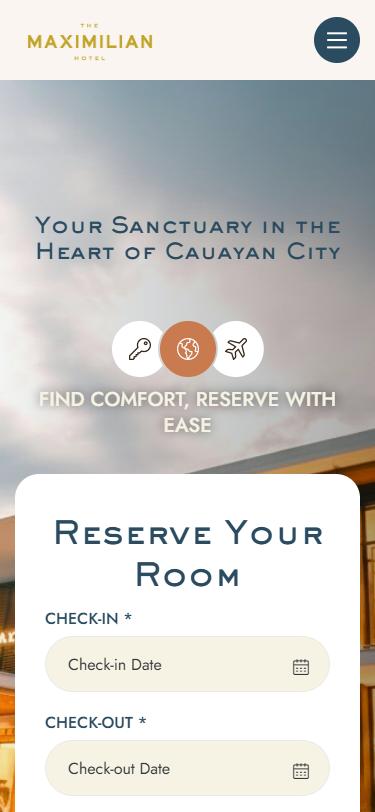 THE
MAXIMILIAN
HOTEL
Your Sanctuary in the
Heart of Cauayan City
FIND COMFORT, RESERVE WITH
EASE
Reserve Your
Room
CHECK-IN *
Check-in Date
CHECK-OUT *
Check-out Date